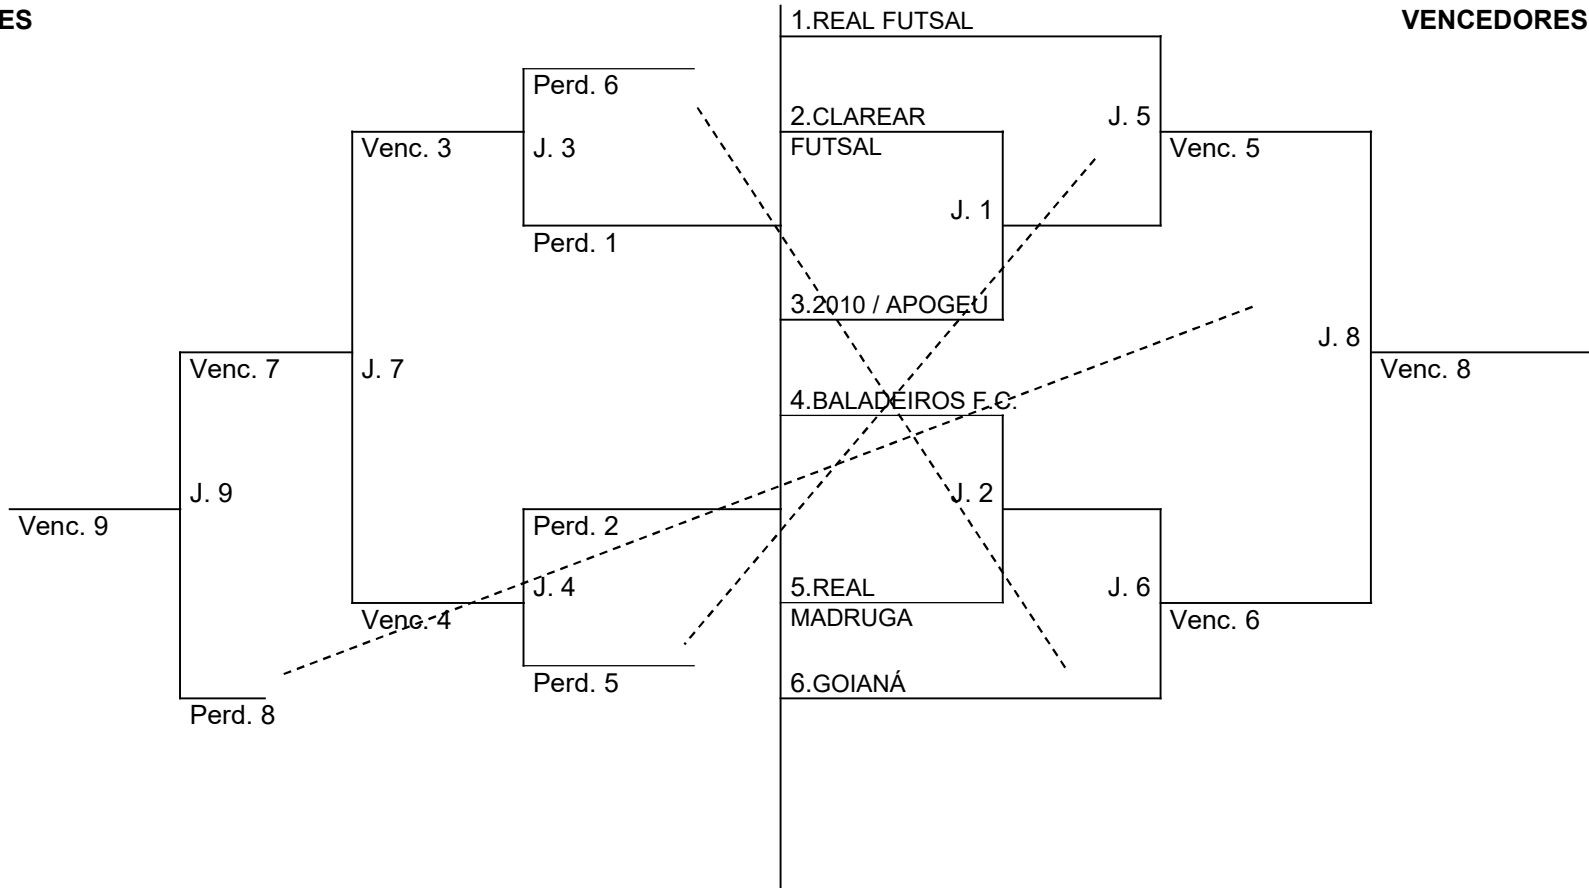 ES
1.REAL FUTSAL
VENCEDORES
Perd. 6
2.CLAREAR
FUTSAL
J. 5
Venc. 3
J. 3
Venc. 5
J. 1
Perd. 1
3.2010 / APOGEU
J. 8
Venc. 7
J. 7
Venc. 8
4.BALADEIROS F.C.
J. 9
J. 2
Venc. 9
Perd. 2
J. 4
5.REAL
MADRUGA
J. 6
Venc. 4
Venc. 6
Perd. 5
6.GOIANÁ
Perd. 8